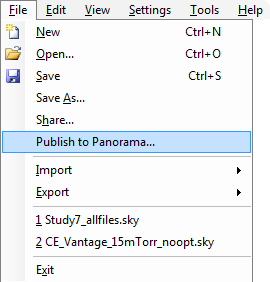 File Edit View Settings Tools Help
New Ctrl+N
Open... Ctrl+O
Save Ctrl+S
Save As...
Share...
Publish to Panorama...
Import
Export
1 Study7_allfiles.sky
2 CE_Vantage_15mTorr_noopt.sky
Exit